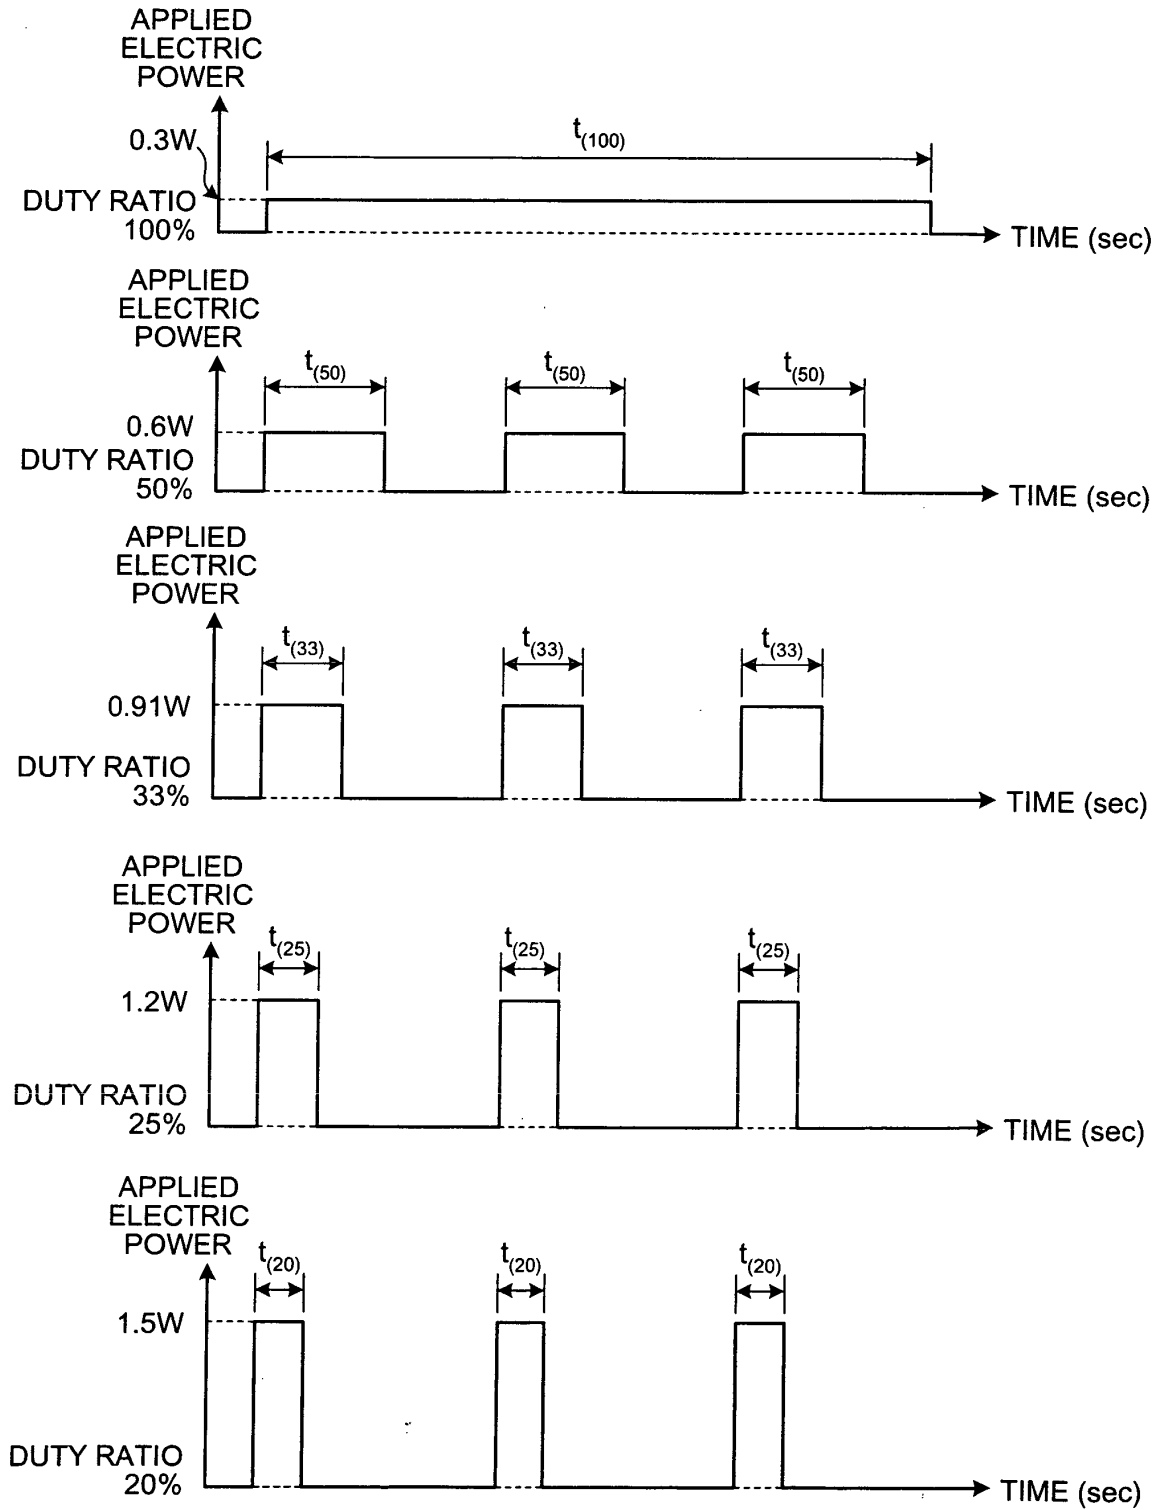 APPLIED
ELECTRIC
POWER
0.3W
t(100)
DUTY RATIO
100%
TIME (sec)
APPLIED
ELECTRIC
POWER
t(50)
t(50)
t(50)
0.6W
DUTY RATIO
50%
TIME (sec)
APPLIED
ELECTRIC
POWER
t(33)
t(33)
t(33)
0.91W
DUTY RATIO
33%
TIME (sec)
APPLIED
ELECTRIC
POWER
t(25)
t(25)
t(25)
1.2W
DUTY RATIO
25%
TIME (sec)
APPLIED
ELECTRIC
POWER
t(20)
t(20)
t(20)
1.5W
DUTY RATIO
20%
TIME (sec)